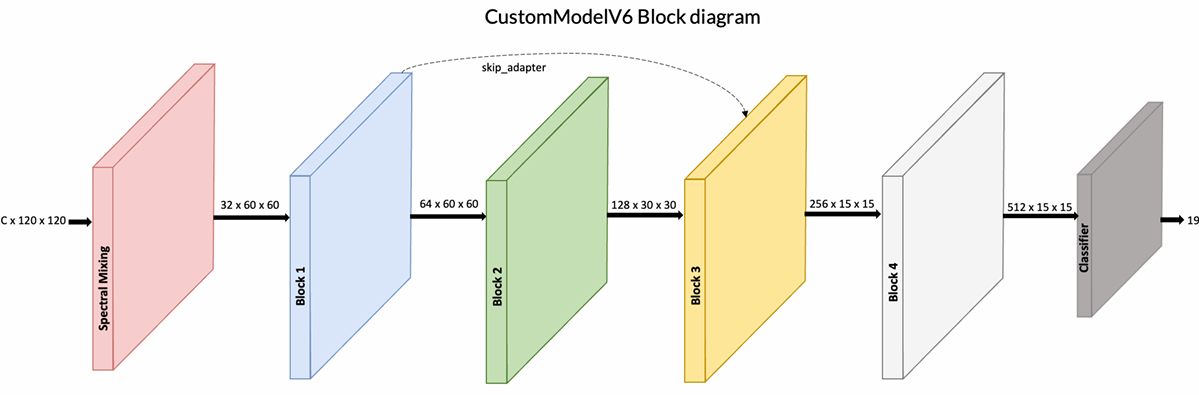 CustomModelV6 Block diagram
skip_adapter
C x 120 x 120
Spectral Mixing
32 x 60 x 60
Block 1
64 x 60 x 60
Block 2
128 x 30 x 30
Block 3
256 x 15 x 15
Block 4
512 x 15 x 15
Classifier
19